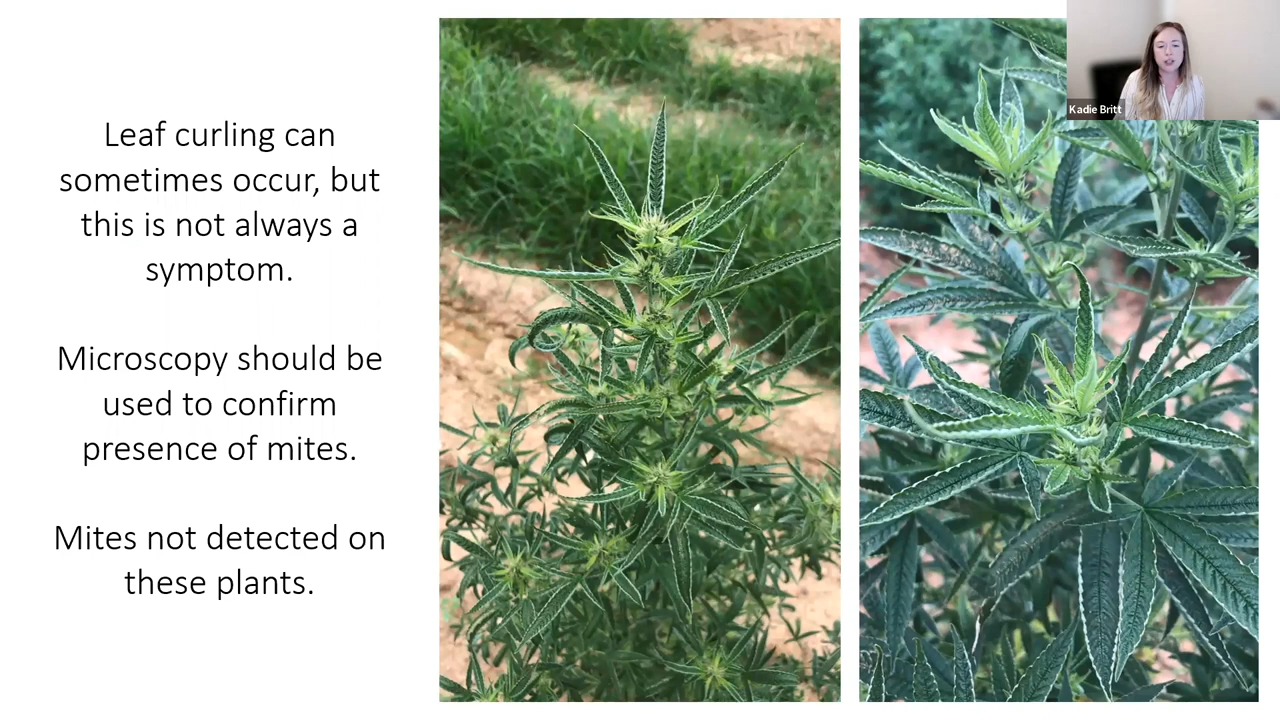 Leaf curling can
sometimes occur, but
this is not always a
symptom.
Microscopy should be
used to confirm
presence of mites.
Mites not detected on
these plants.
Kadie Britt